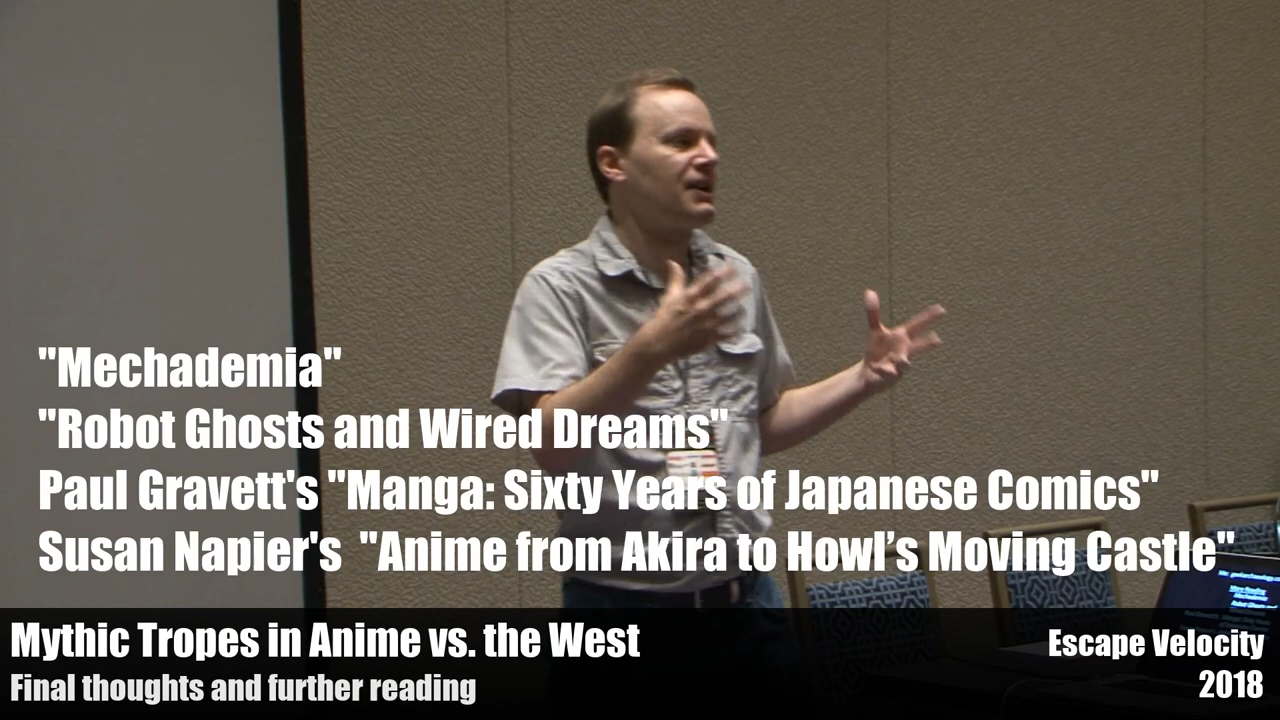 "Mechademia"
"Robot Ghosts and Wired Dreams"
Paul Gravett's "Manga: Sixty Years of Japanese Comics"
Susan Napier's "Anime from Akira to Howl’s Moving Castle"
Mythic Tropes in Anime vs. the West
Final thoughts and further reading
Escape Velocity
2018